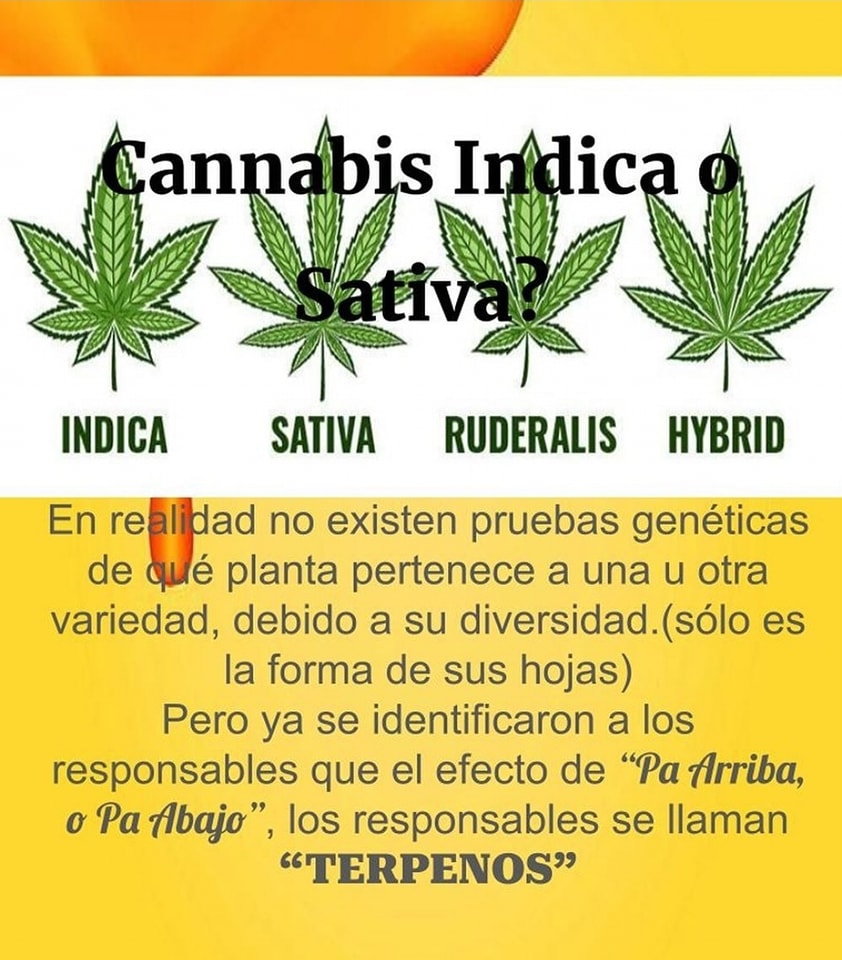 Cannabis Indica o
Sativa?
INDICA SATIVA RUDERALIS HYBRID
En realidad no existen pruebas genéticas
de qué planta pertenece a una u otra
variedad, debido a su diversidad.(sólo es
la forma de sus hojas)
Pero ya se identificaron a los
responsables que el efecto de “Pa Arriba,
o Pa Abajo”, los responsables se llaman
“TERPENOS”